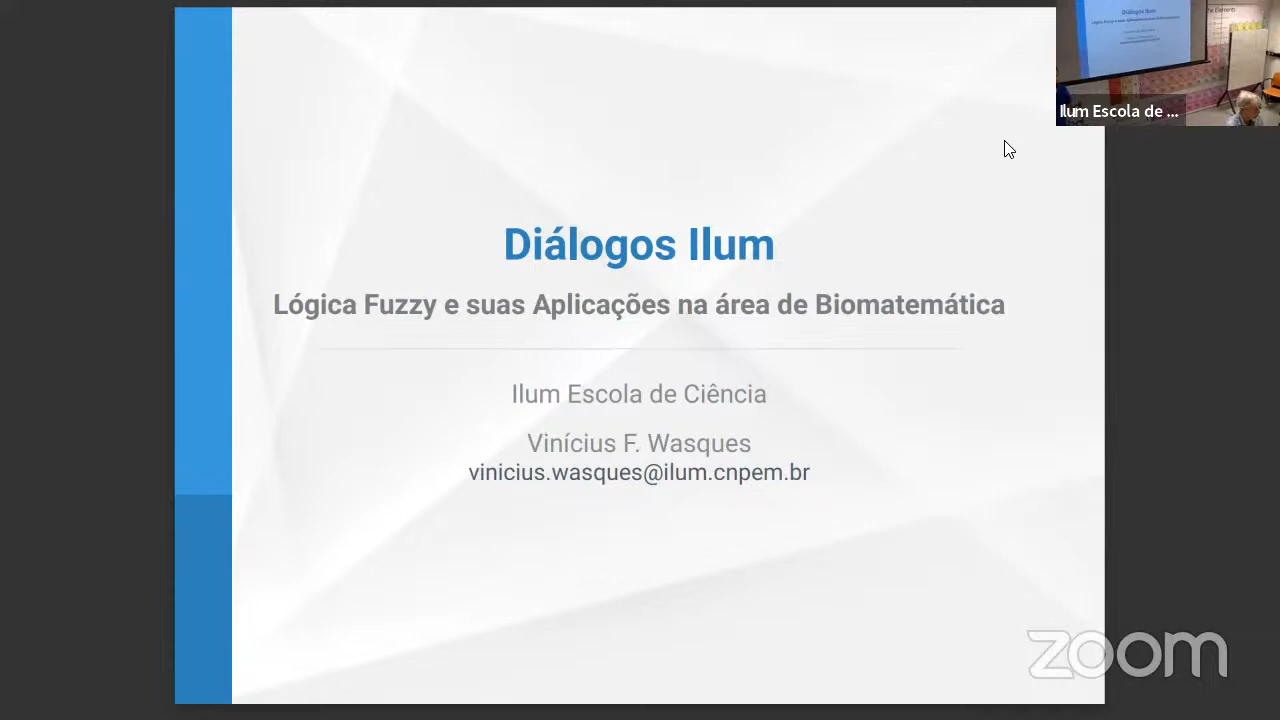 Diálogos Ilum
Lógica Fuzzy e suas Aplicações na área de Biomatemática
Ilum Escola de Ciência
Vinícius F. Wasques
vinicius.wasques@ilum.cnpem.br
Ilum Escola de ...
zoom